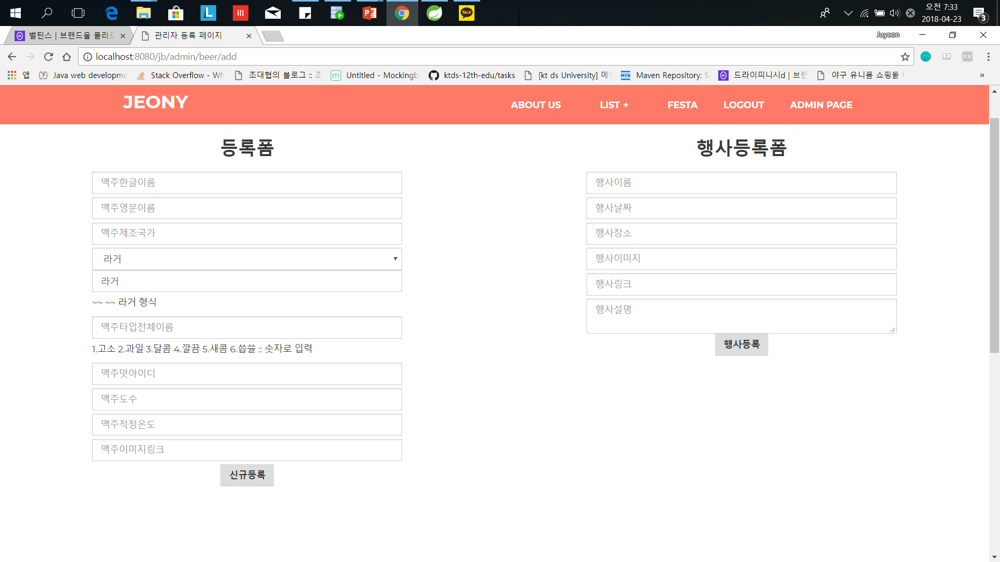 오전 7:33
2018-04-23
3
TALK
벨틴스 | 브랜드을 몰라도
관리자 등록 페이지
Juyeon
localhost:8080/jb/admin/beer/add
앱
Java web developme
Stack Overflow - Wh
조대협의 블로그 :: 조
Untitled - Mockingbi
ktds-12th-edu/tasks
[kt ds University] 메인
Maven Repository: S
드라이피니시d | 브랜
야구 유니폼 쇼핑몰
»
JEONY
ABOUT US
LIST +
FESTA
LOGOUT
ADMIN PAGE
등록폼
맥주한글이름
맥주영문이름
맥주제조국가
라거
라거
~~ ~~ 라거 형식
맥주타입전체이름
1.고소 2.과일 3.달콤 4.깔끔 5.새콤 6.씁쓸 :: 숫자로 입력
맥주맛아이디
맥주도수
맥주적정온도
맥주이미지링크
신규등록
행사등록폼
행사이름
행사날짜
행사장소
행사이미지
행사링크
행사설명
행사등록